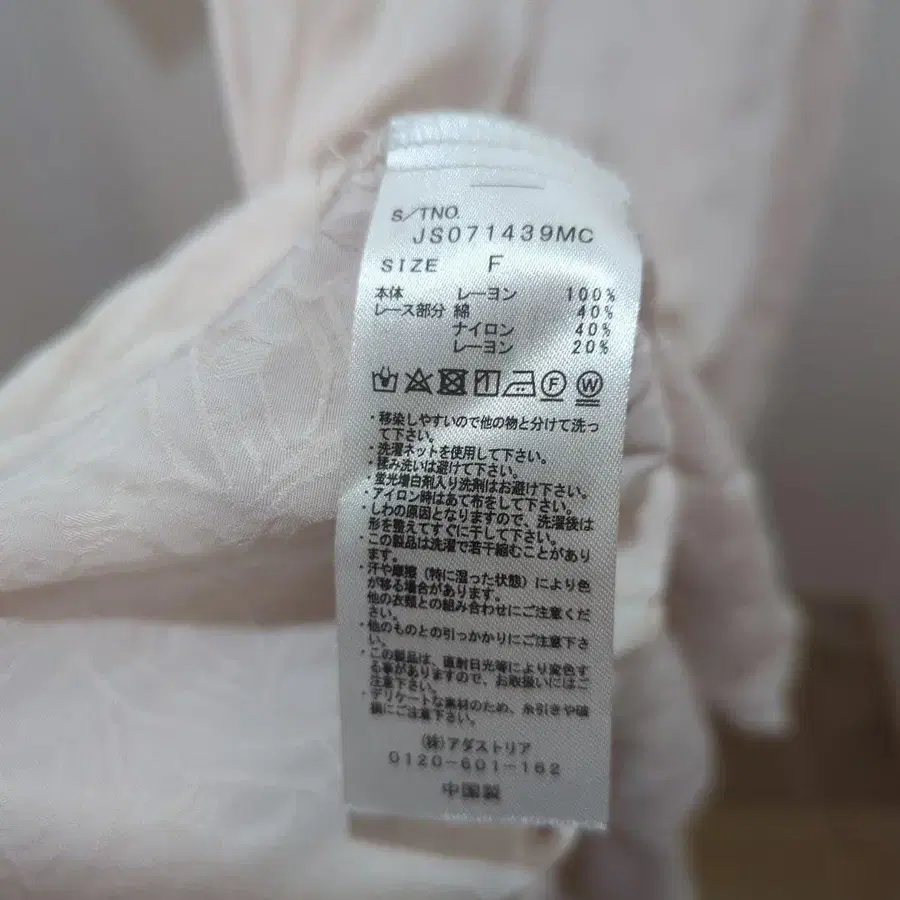 S/TNO.
JS071439MC
SIZE F
本体 レーヨン 100%
レース部分 綿 40%
ナイロン 40%
レーヨン 20%
・移染しやすいので他の物と分けて洗っ
て下さい。
・洗濯ネットを使用して下さい。
・揉み洗いは避けて下さい。
・蛍光増白剤入り洗剤はお避け下さい。
・アイロン時はあて布をして下さい。
・しわの原因となりますので、洗濯後は
形を整えてすぐに干して下さい。
・この製品は洗濯で若干縮むことがあり
ます。
・汗や摩擦（特に湿った状態）により色
が移る場合があります。
他の衣類との組み合わせにご注意くだ
さい。
・他のものとの引っかかりにご注意下さ
い。
・この製品は、直射日光等により変色す
る事がありますので、お取扱いにはご
注意下さい。
・デリケートな素材のため、糸引きや破
損にご注意下さい。
(株)アダストリア
0120-601-162
中国製